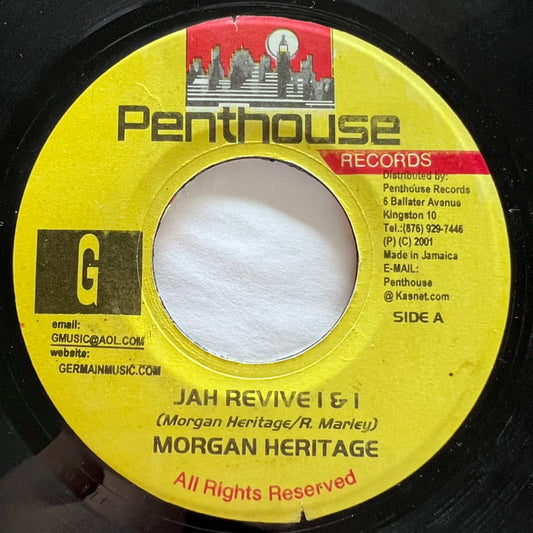 Penthouse
RECORDS
Distributed by:
Penthouse Records
6 Ballater Avenue
Kingston 10
Tel.:(876) 929-7446
(P) (C) 2001
Made in Jamaica
E-MAIL:
Penthouse
@ Kasnet.com
SIDE A
G
email:
GMUSIC@AOL.COM
website:
GERMAINMUSIC.COM
JAH REVIVE I & I
(Morgan Heritage/R. Marley)
MORGAN HERITAGE
All Rights Reserved